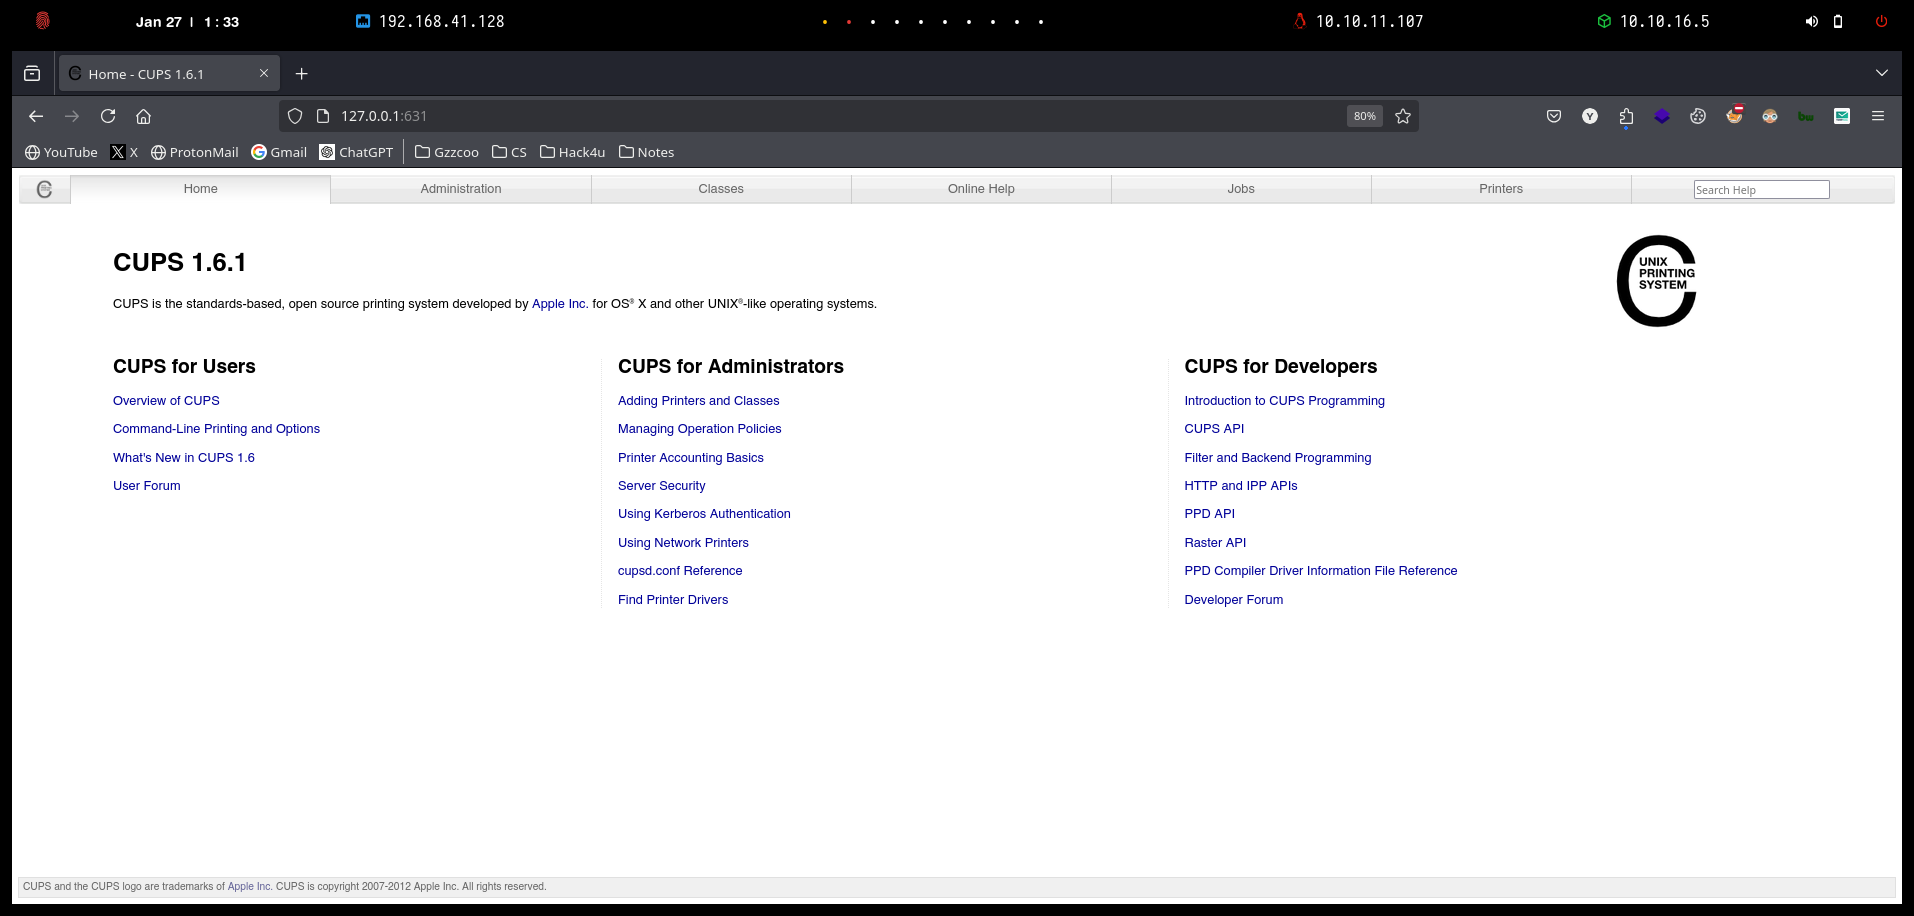 Jan 27 | 1:33 192.168.41.128 10.10.11.107 10.10.16.5
Home - CUPS 1.6.1
127.0.0.1:631 80%
YouTube X ProtonMail Gmail ChatGPT Gzzcoo CS Hack4u Notes
Home Administration Classes Online Help Jobs Printers Search Help
CUPS 1.6.1
CUPS is the standards-based, open source printing system developed by Apple Inc. for OS® X and other UNIX®-like operating systems.
UNIX
PRINTING
SYSTEM
CUPS for Users
Overview of CUPS
Command-Line Printing and Options
What's New in CUPS 1.6
User Forum
CUPS for Administrators
Adding Printers and Classes
Managing Operation Policies
Printer Accounting Basics
Server Security
Using Kerberos Authentication
Using Network Printers
cupsd.conf Reference
Find Printer Drivers
CUPS for Developers
Introduction to CUPS Programming
CUPS API
Filter and Backend Programming
HTTP and IPP APIs
PPD API
Raster API
PPD Compiler Driver Information File Reference
Developer Forum
CUPS and the CUPS logo are trademarks of Apple Inc. CUPS is copyright 2007-2012 Apple Inc. All rights reserved.